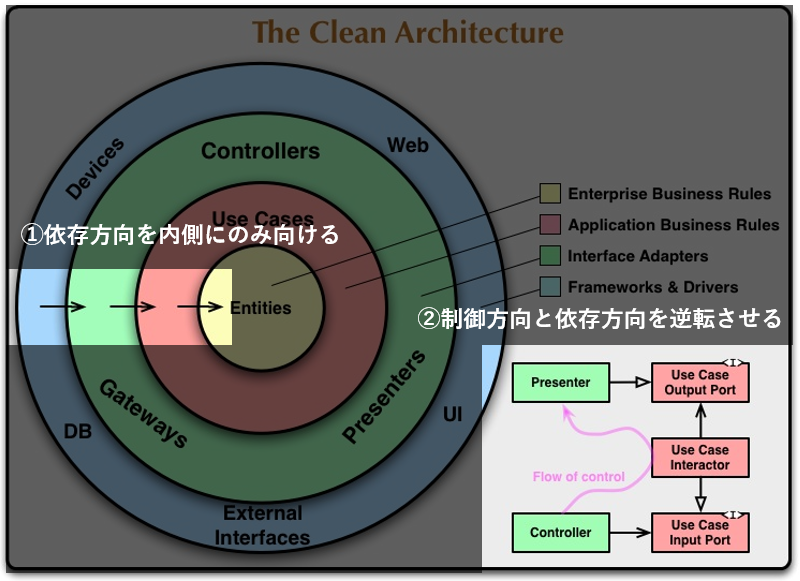 The Clean Architecture
Devices
Controllers
Web
Use Cases
Enterprise Business Rules
Application Business Rules
Interface Adapters
Frameworks & Drivers
①依存方向を内側にのみ向ける
Entities
②制御方向と依存方向を逆転させる
Gateways
Presenters
DB
UI
External
Interfaces
Presenter
<I>
Use Case
Output Port
Use Case
Interactor
Flow of control
Controller
<I>
Use Case
Input Port